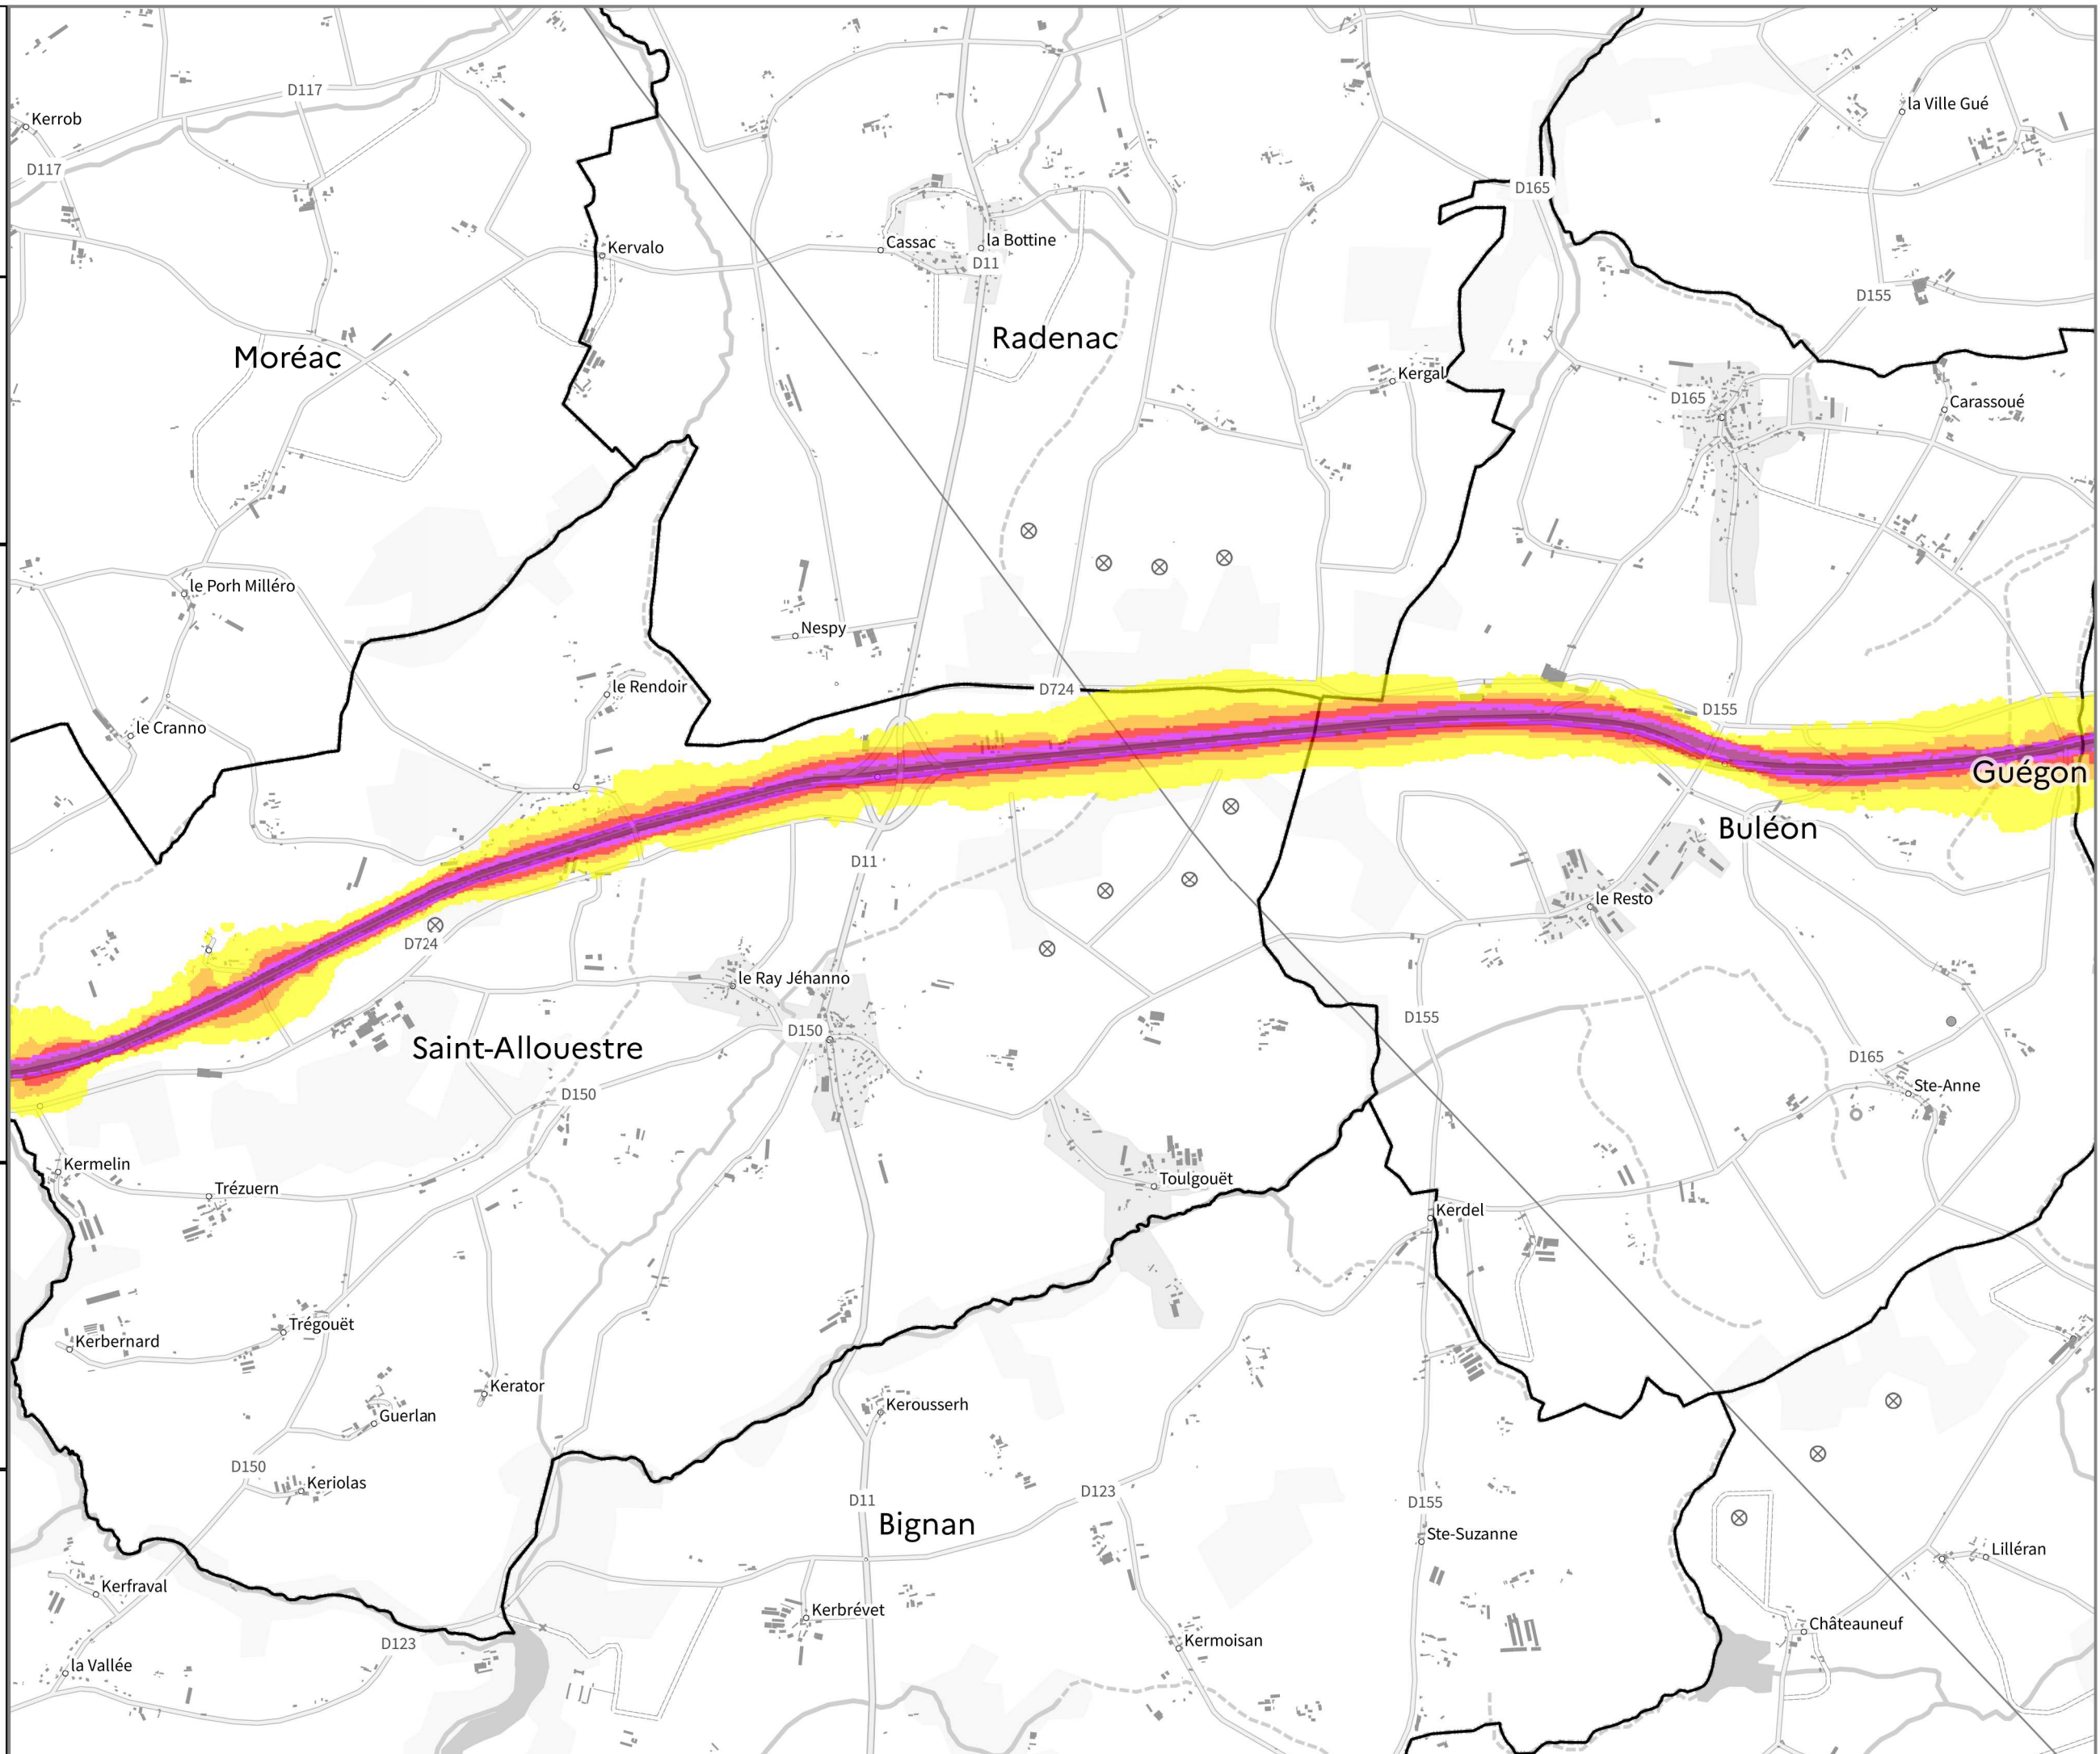 D117
la Ville Gué
Kerrob
D117
D165
Cassac
la Bottine
Kervalo
D11
D155
Radenac
Moréac
Kergal
D165
Carassoué
le Porh Milléro
Nespy
le Rendoir
D724
D155
le Cranno
Guégon
Buléon
D11
le Resto
D724
le Ray Jéhanno
D155
D150
Saint-Allouestre
D165
Ste-Anne
D150
Kermelin
Toulgouët
Trézuern
Kerdel
Trégouët
Kerbernard
Kerator
Kerousserh
Guerlan
D150
Keriolas
D123
D11
D155
Bignan
Ste-Suzanne
Lilléran
Kerfraval
Kerbrévet
Châteauneuf
Kermoisan
D123
la Vallée